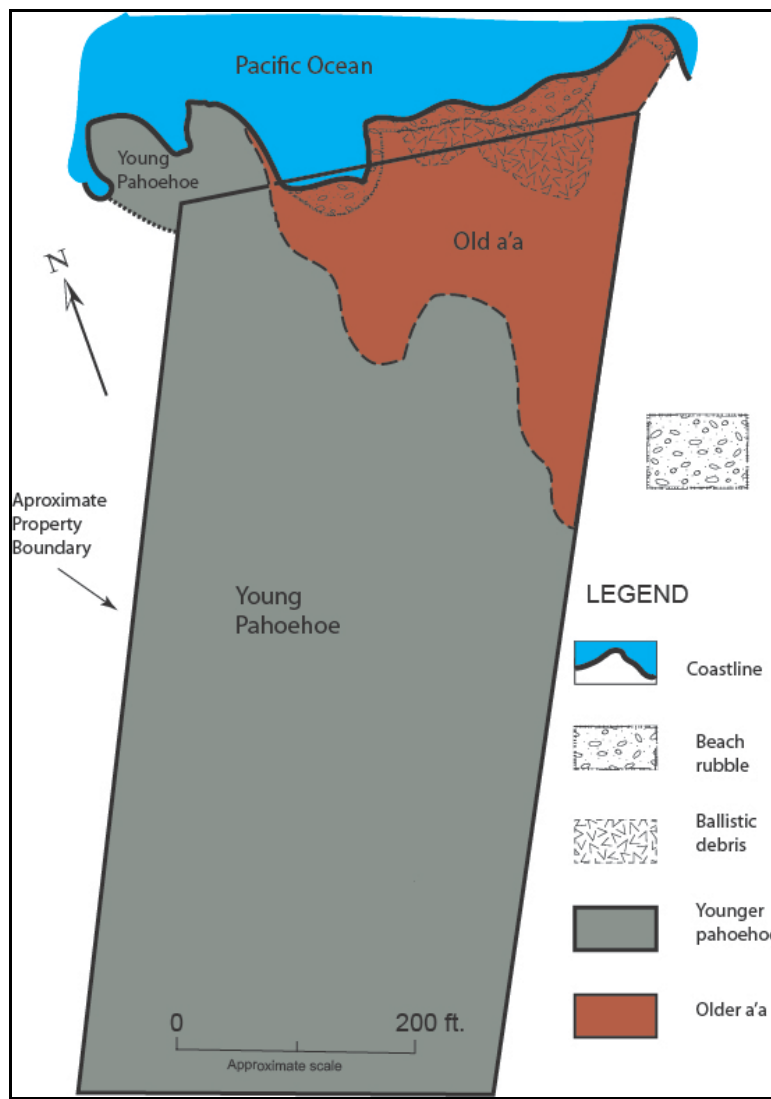 Pacific Ocean
Young
Pahoehoe
N
Old a'a
Aproximate
Property
Boundary
Young
Pahoehoe
LEGEND
Coastline
Beach
rubble
Ballistic
debris
Younger
pahoehoe
Older a'a
0 200 ft.
Approximate scale